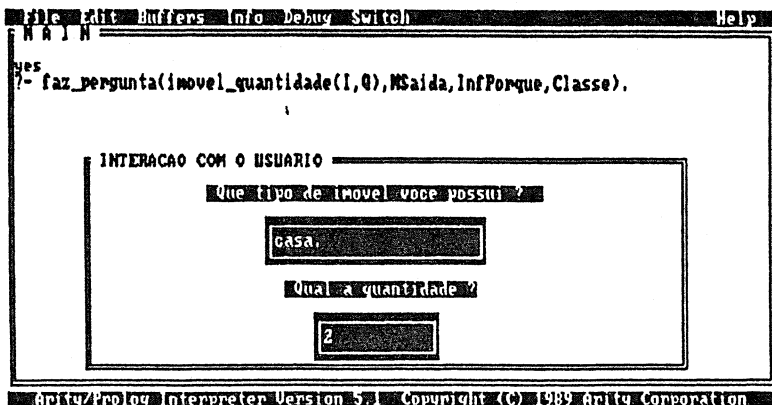 File Edit Buffers Info Debug Switch Help
MAIN
yes
?- faz_pergunta(imovel_quantidade(I,Q),MSaida,InfPorque,Classe).
INTERACAO COM O USUARIO
Que tipo de imovel voce possui ?
casa.
Qual a quantidade ?
2
Arity/Prolog Interpreter Version 5.1 Copyright (C) 1989 Arity Corporation